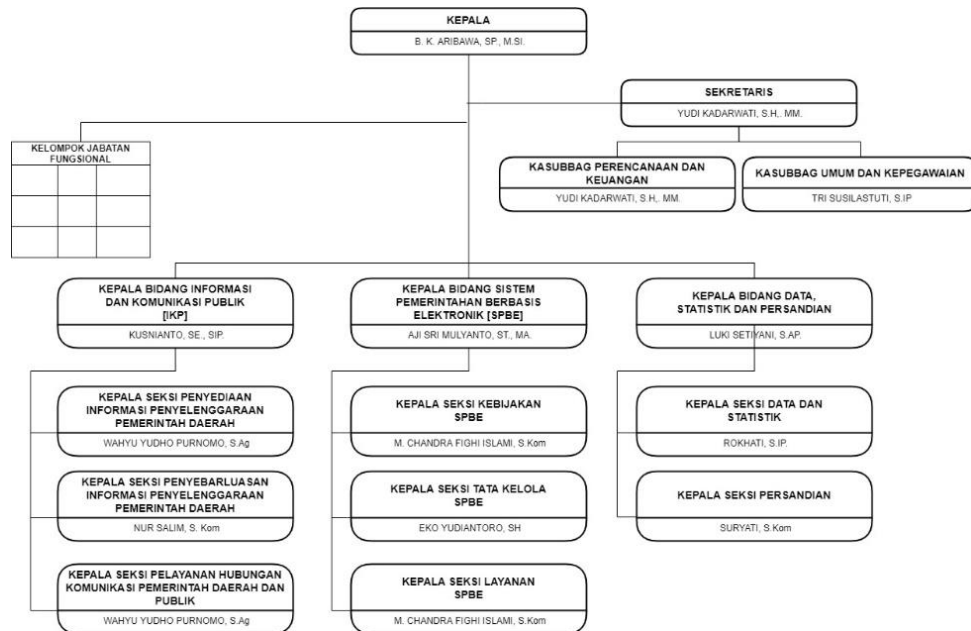 KEPALA
B. K. ARIBAWA, SP., M.SI.
SEKRETARIS
YUDI KADARWATI, S.H,. MM.
KELOMPOK JABATAN
FUNGSIONAL
KASUBBAG PERENCANAAN DAN
KEUANGAN
YUDI KADARWATI, S.H,. MM.
KASUBBAG UMUM DAN KEPEGAWAIAN
TRI SUSILASTUTI, S.IP
KEPALA BIDANG INFORMASI
DAN KOMUNIKASI PUBLIK
[IKP]
KUSNIANTO, SE., SIP.
KEPALA BIDANG SISTEM
PEMERINTAHAN BERBASIS
ELEKTRONIK [SPBE]
AJI SRI MULYANTO, ST., MA.
KEPALA BIDANG DATA,
STATISTIK DAN PERSANDIAN
LUKI SETIYANI, S.AP.
KEPALA SEKSI PENYEDIAAN
INFORMASI PENYELENGGARAAN
PEMERINTAH DAERAH
WAHYU YUDHO PURNOMO, S.Ag
KEPALA SEKSI KEBIJAKAN
SPBE
M. CHANDRA FIGHI ISLAMI, S.Kom
KEPALA SEKSI DATA DAN
STATISTIK
ROKHATI, S.IP.
KEPALA SEKSI PENYEBARLUASAN
INFORMASI PENYELENGGARAAN
PEMERINTAH DAERAH
NUR SALIM, S. Kom
KEPALA SEKSI TATA KELOLA
SPBE
EKO YUDIANTORO, SH
KEPALA SEKSI PERSANDIAN
SURYATI, S.Kom
KEPALA SEKSI PELAYANAN HUBUNGAN
KOMUNIKASI PEMERINTAH DAERAH DAN
PUBLIK
WAHYU YUDHO PURNOMO, S.Ag
KEPALA SEKSI LAYANAN
SPBE
M. CHANDRA FIGHI ISLAMI, S.Kom